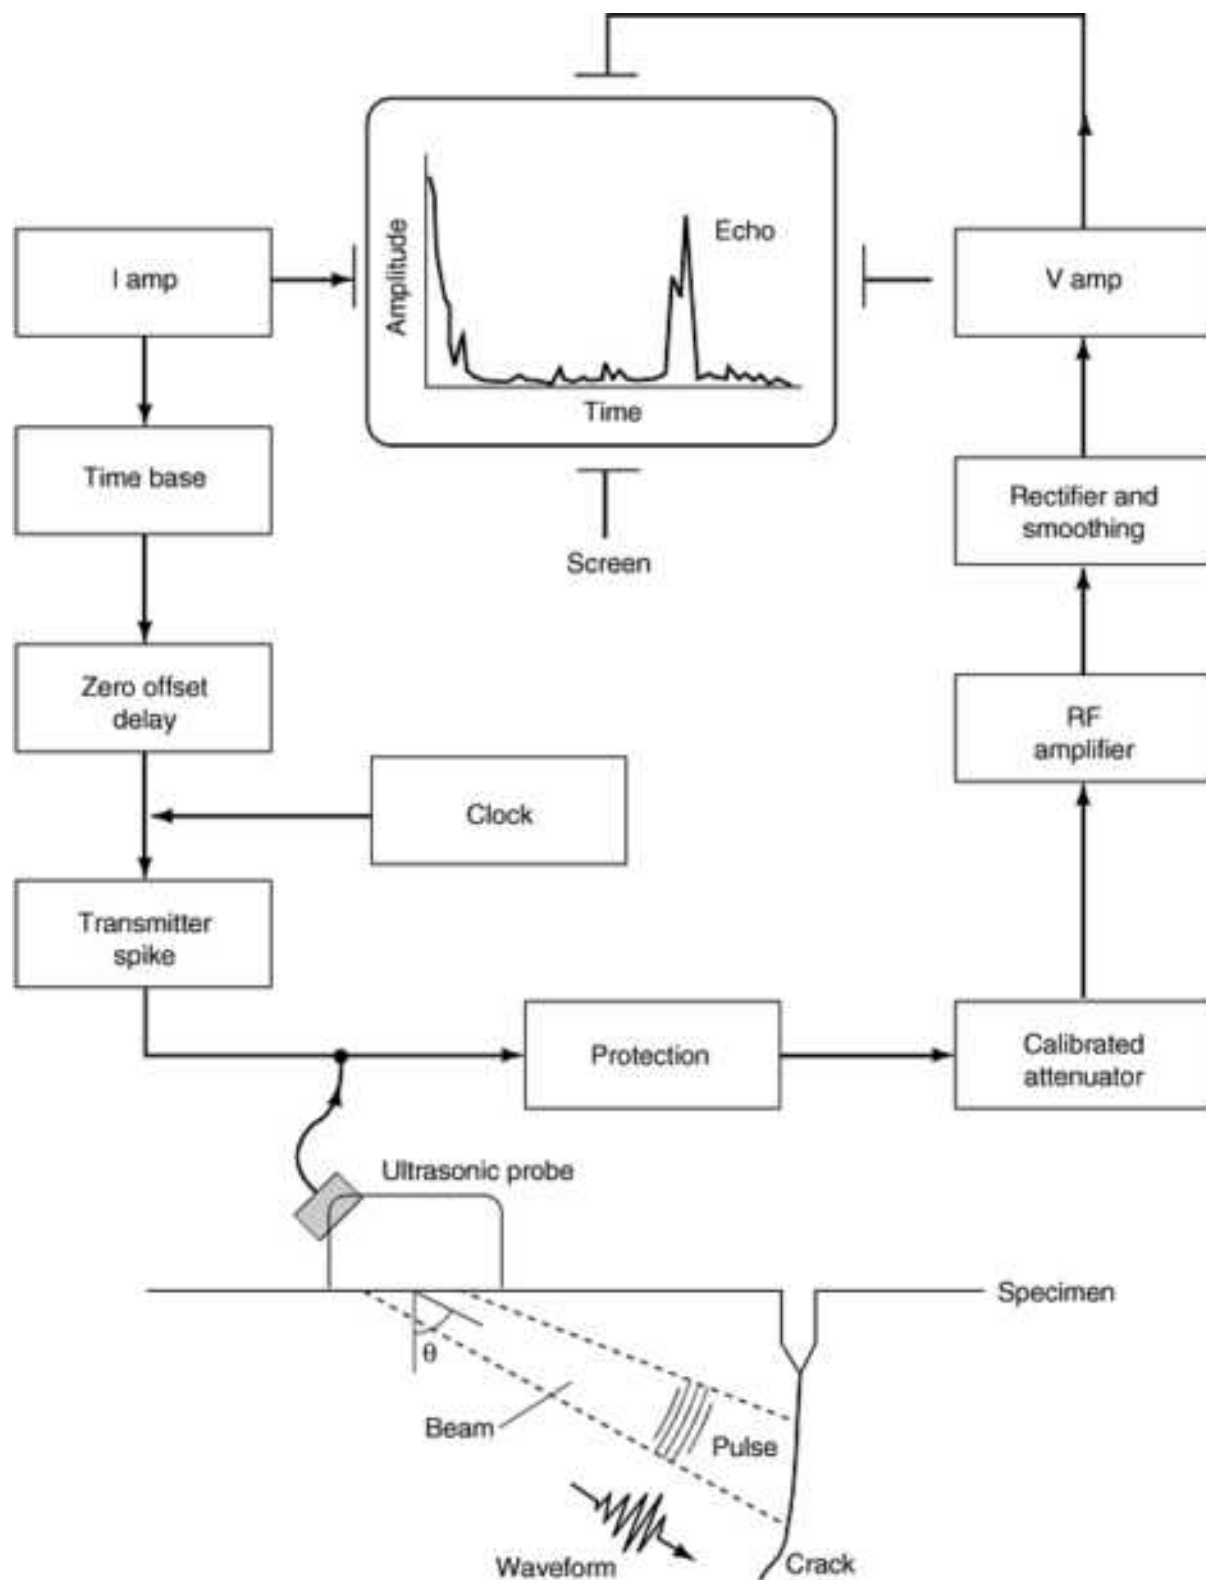 Echo
Amplitude
Time
I amp
V amp
Time base
Rectifier and
smoothing
Screen
Zero offset
delay
RF
amplifier
Clock
Transmitter
spike
Protection
Calibrated
attenuator
Ultrasonic probe
Specimen
θ
Beam
Pulse
Waveform
Crack